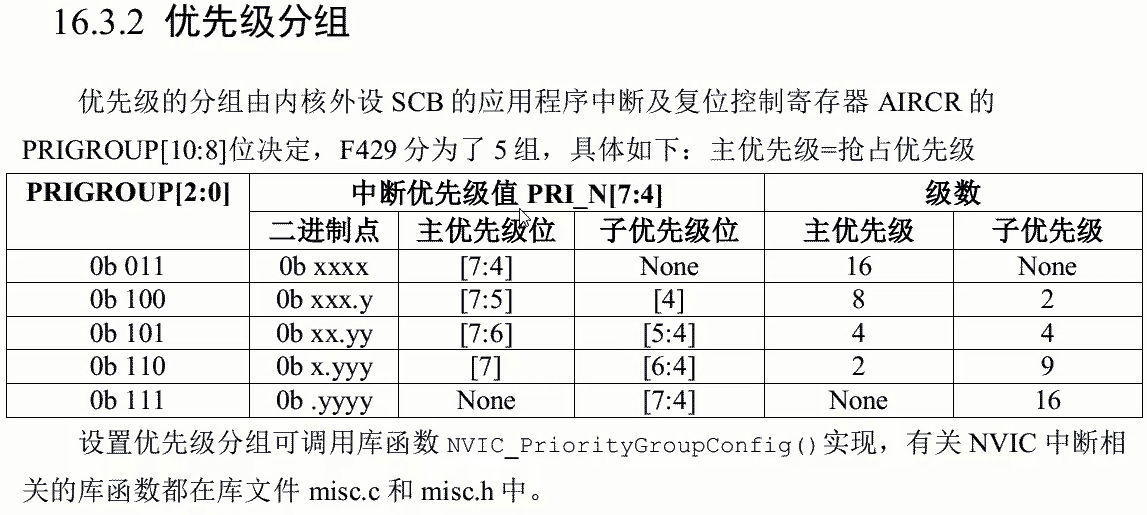 16.3.2 优先级分组
优先级的分组由内核外设 SCB 的应用程序中断及复位控制寄存器 AIRCR 的
PRIGROUP[10:8]位决定，F429 分为了 5 组，具体如下：主优先级=抢占优先级
PRIGROUP[2:0] 中断优先级值 PRI_N[7:4] 级数
二进制点 主优先级位 子优先级位 主优先级 子优先级
0b 011 0b xxxx [7:4] None 16 None
0b 100 0b xxx.y [7:5] [4] 8 2
0b 101 0b xx.yy [7:6] [5:4] 4 4
0b 110 0b x.yyy [7] [6:4] 2 9
0b 111 0b .yyyy None [7:4] None 16
设置优先级分组可调用库函数 NVIC_PriorityGroupConfig()实现，有关 NVIC 中断相
关的库函数都在库文件 misc.c 和 misc.h 中。